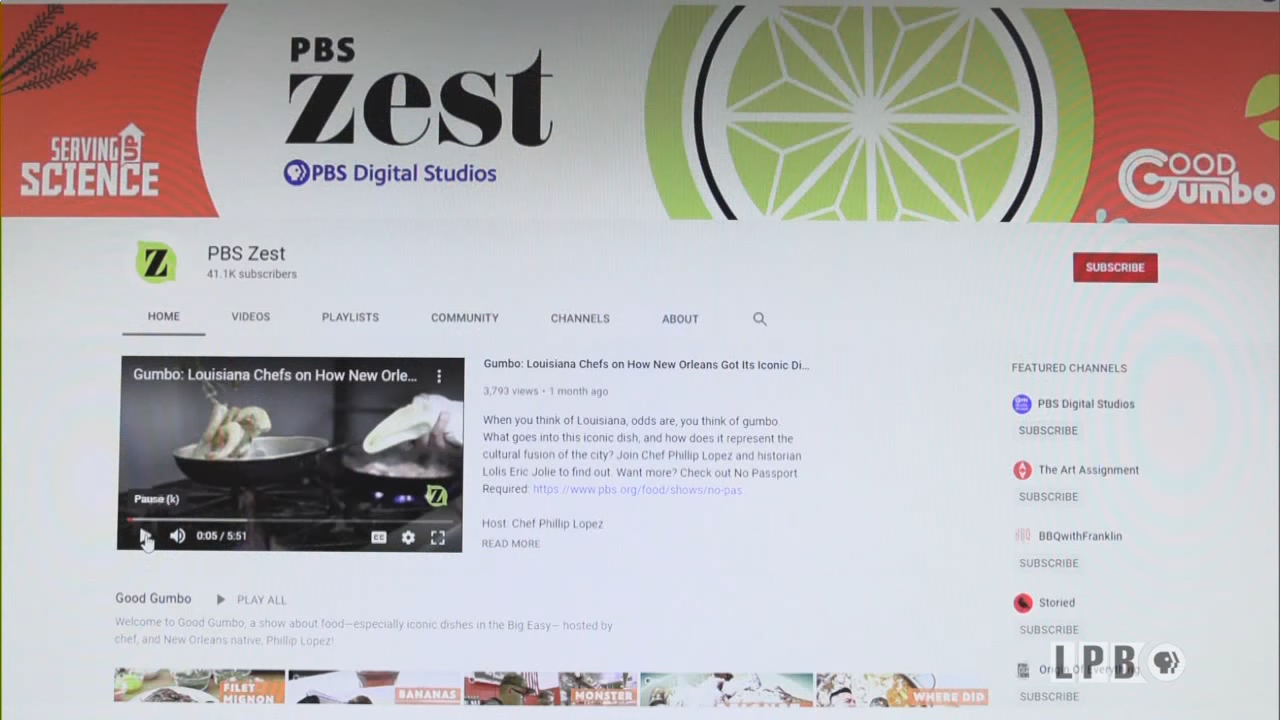 PBS
zest
PBS Digital Studios
SERVING UP
SCIENCE
GOOD
Gumbo
Z
PBS Zest
41.1K subscribers
SUBSCRIBE
HOME
VIDEOS
PLAYLISTS
COMMUNITY
CHANNELS
ABOUT
Gumbo: Louisiana Chefs on How New Orle...
Z
Pause (k)
0:05 / 5:51
CC
Gumbo: Louisiana Chefs on How New Orleans Got Its Iconic Di...
3,793 views • 1 month ago
When you think of Louisiana, odds are, you think of gumbo.
What goes into this iconic dish, and how does it represent the
cultural fusion of the city? Join Chef Phillip Lopez and historian
Lolis Eric Jolie to find out. Want more? Check out No Passport
Required: https://www.pbs.org/food/shows/no-pas...
Host: Chef Phillip Lopez
READ MORE
FEATURED CHANNELS
PBS Digital Studios
SUBSCRIBE
The Art Assignment
SUBSCRIBE
BBQwithFranklin
SUBSCRIBE
Storied
SUBSCRIBE
Origin Of Everything
SUBSCRIBE
LPB
Good Gumbo
PLAY ALL
Welcome to Good Gumbo, a show about food—especially iconic dishes in the Big Easy— hosted by
chef, and New Orleans native, Phillip Lopez!
FILET
MIGNON
BANANAS
MONSTER
WHERE DID